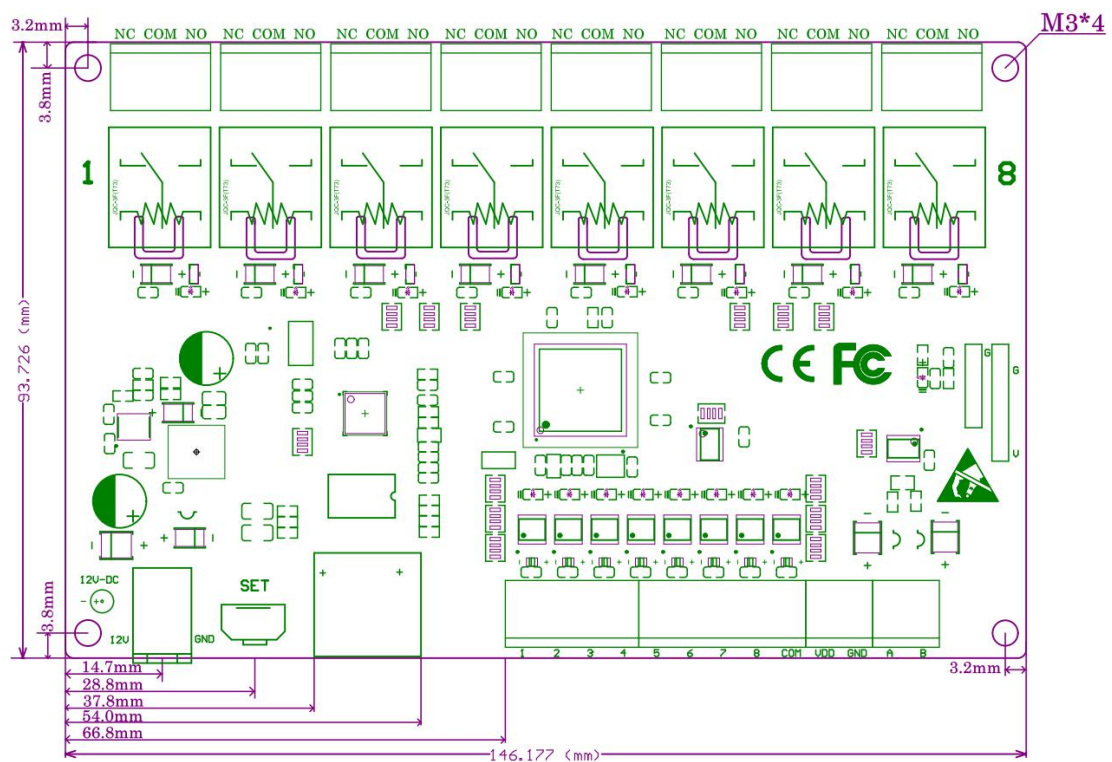 3.2mm
NC COM NO NC COM NO NC COM NO NC COM NO NC COM NO NC COM NO NC COM NO NC COM NO
M3*4
3.8mm
1
8
93.726 (mm)
CE FC
G
G
V
12V-DC
SET
3.8mm
12V
GND
1 2 3 4 5 6 7 8 COM VDD GND A B
14.7mm
3.2mm
28.8mm
37.8mm
54.0mm
66.8mm
146.177 (mm)